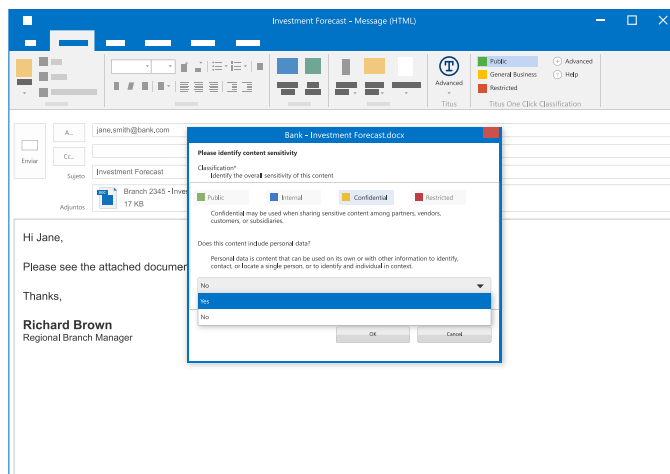 Investment Forecast - Message (HTML)
Public
General Business
Restricted
Advanced
Help
Advanced
Titus
Titus One Click Classification
Enviar
A...
jane.smith@bank.com
Cc...
Sujeto
Investment Forecast
Adjuntos
DOC
Branch 2345 - Inves
17 KB
Hi Jane,
Please see the attached documen
Thanks,
Richard Brown
Regional Branch Manager
Bank - Investment Forecast.docx
Please identify content sensitivity
Classification*
Identify the overall sensitivity of this content
Public
Internal
Confidential
Restricted
Confidential may be used when sharing sensitive content among partners, vendors,
customers, or subsidiaries.
Does this content include personal data?
Personal data is content that can be used on its own or with other information to identify,
contact, or locate a single person, or to identify and individual in context.
No
Yes
No
OK
Cancel